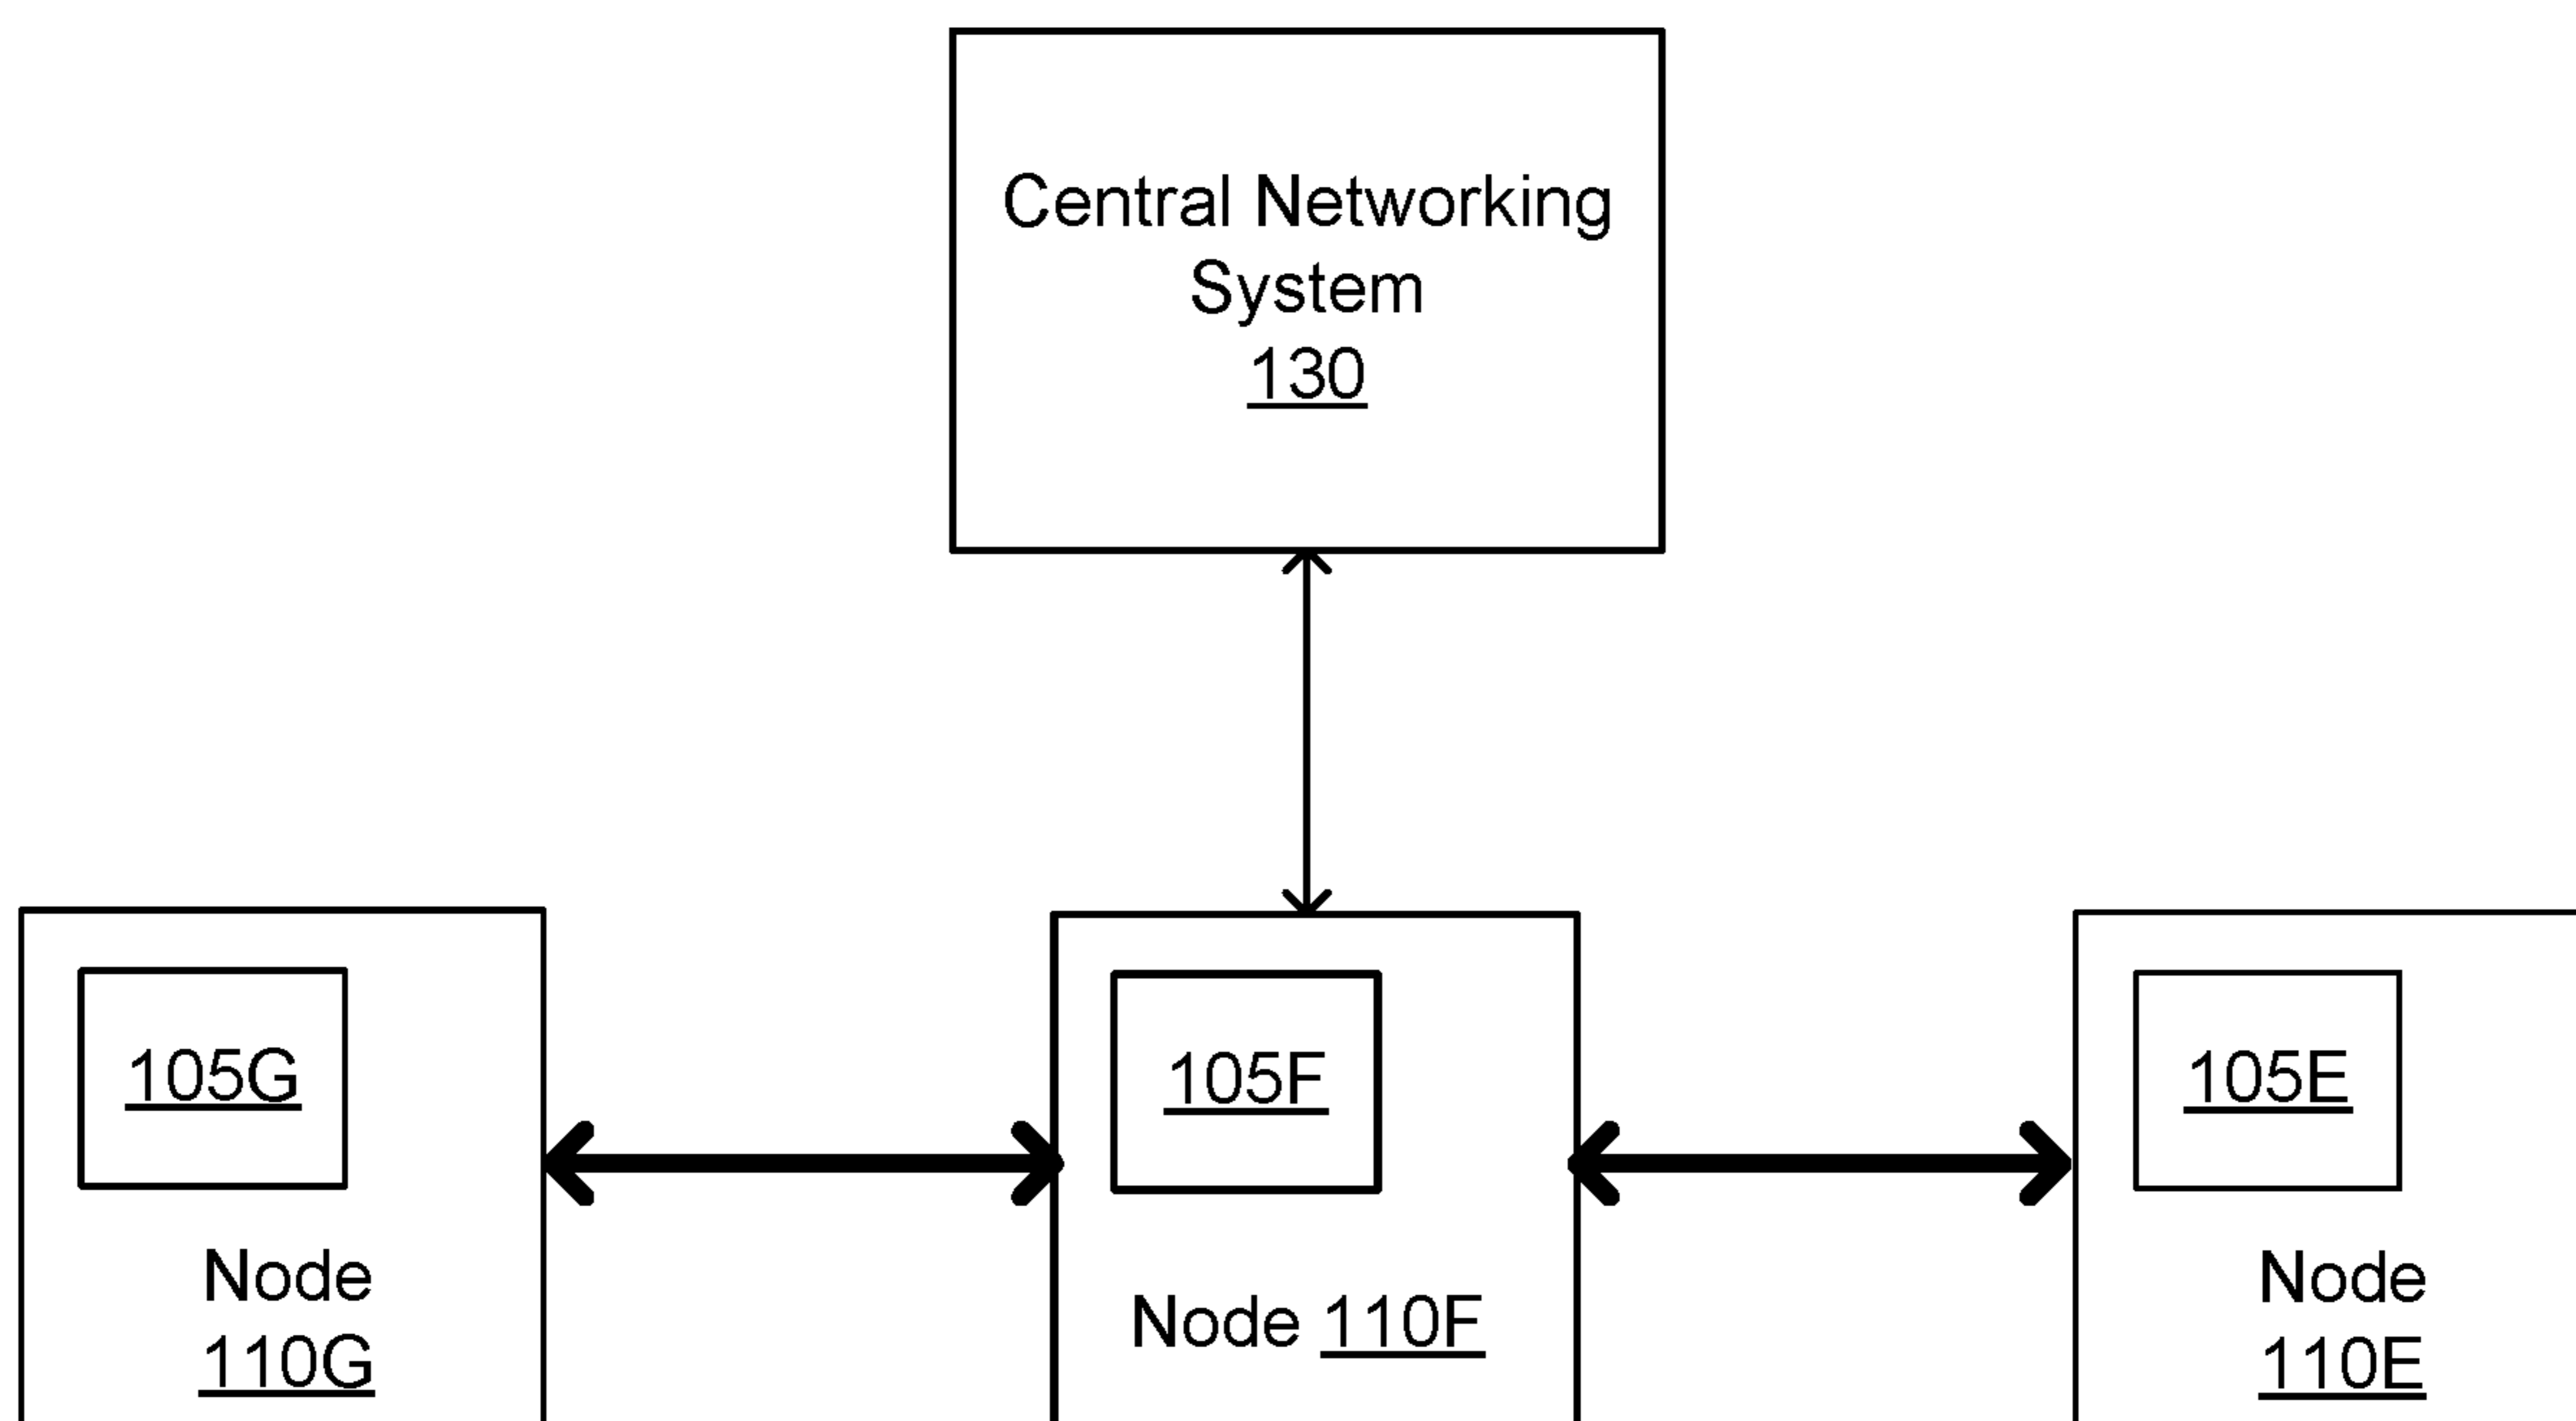 Central Networking
System
130
105G
105F
105E
Node
110G
Node 110F
Node
110E